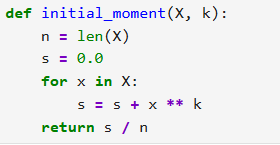 def initial_moment(X, k):
    n = len(X)
    s = 0.0
    for x in X:
        s = s + x ** k
    return s / n